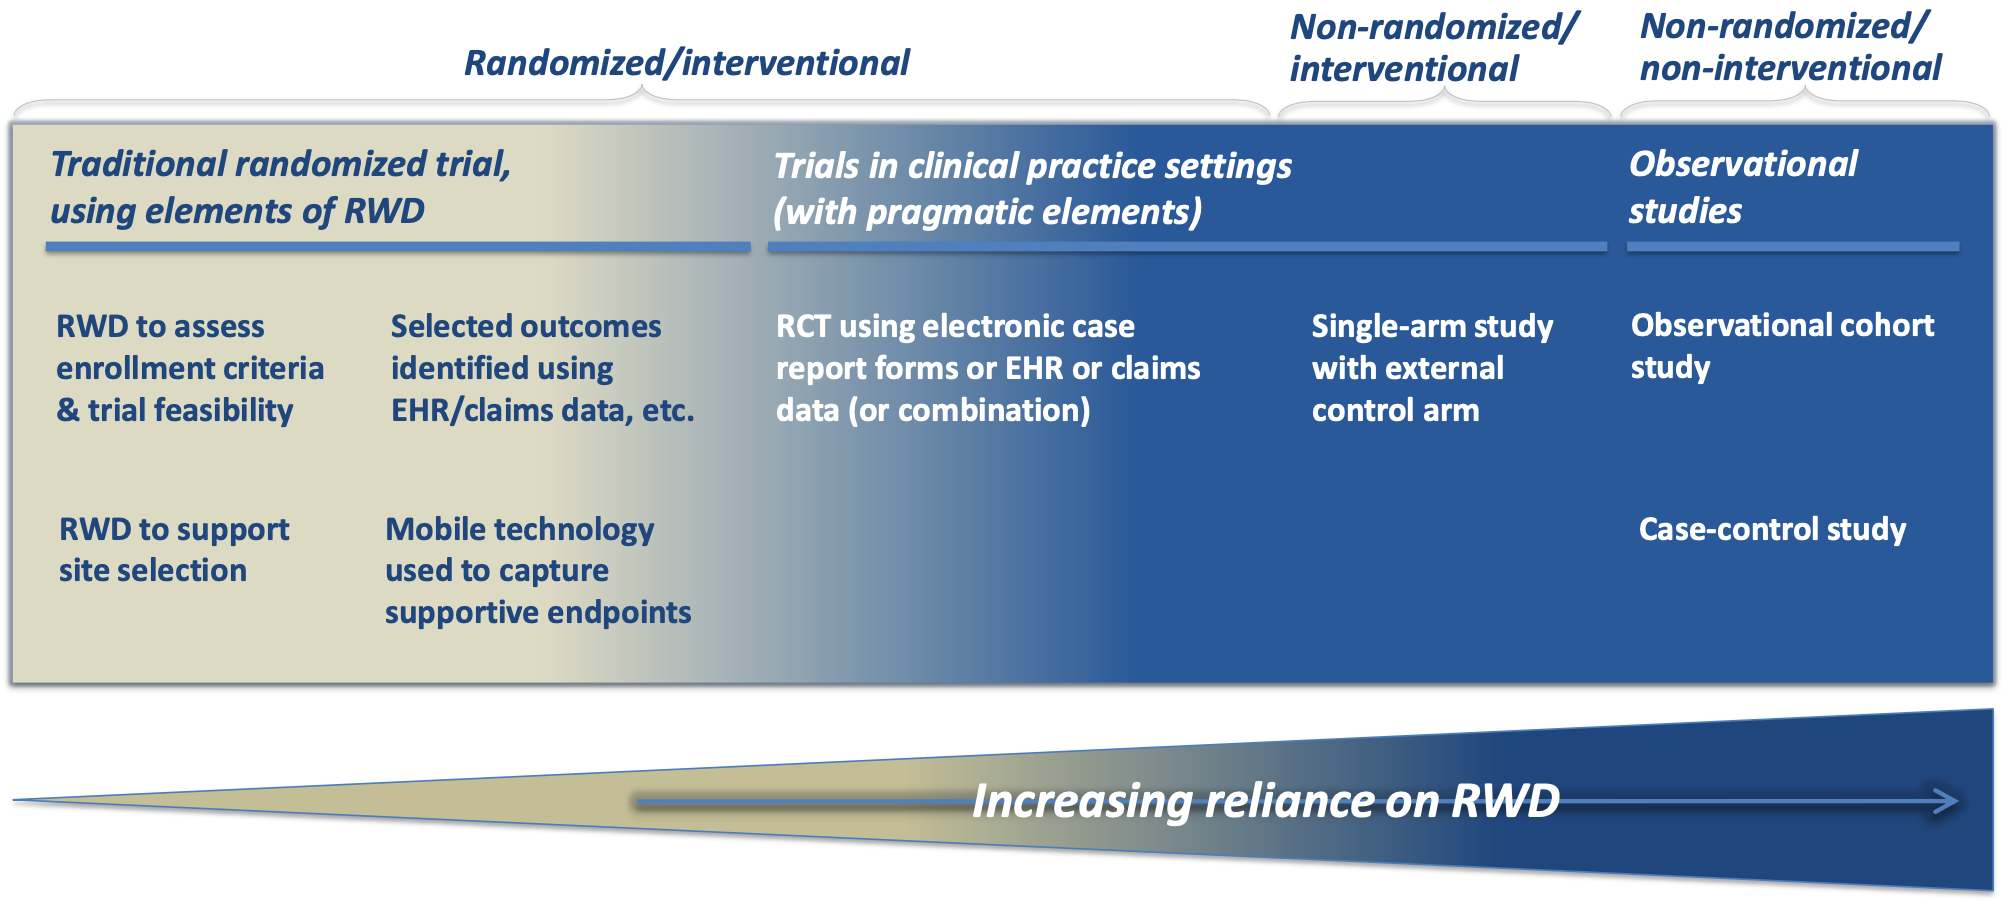 Randomized/interventional
Non-randomized/
interventional
Non-randomized/
non-interventional
Traditional randomized trial,
using elements of RWD
Trials in clinical practice settings
(with pragmatic elements)
Observational
studies
RWD to assess
enrollment criteria
& trial feasibility
Selected outcomes
identified using
EHR/claims data, etc.
RCT using electronic case
report forms or EHR or claims
data (or combination)
Single-arm study
with external
control arm
Observational cohort
study
RWD to support
site selection
Mobile technology
used to capture
supportive endpoints
Case-control study
Increasing reliance on RWD